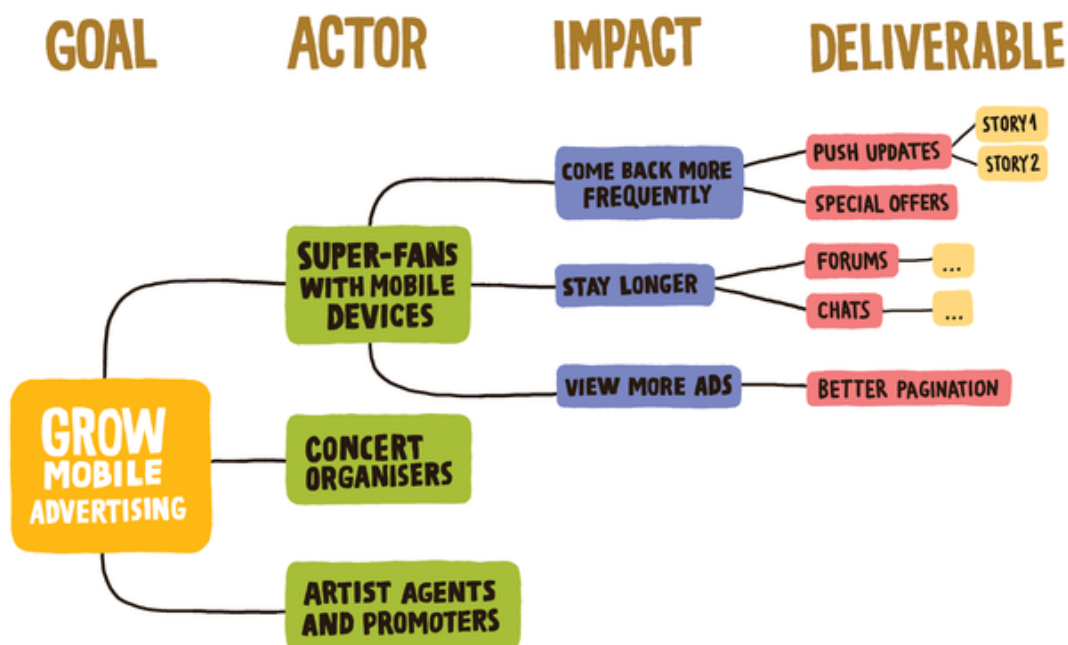 GOAL
ACTOR
IMPACT
DELIVERABLE
GROW
MOBILE
ADVERTISING
SUPER-FANS
WITH MOBILE
DEVICES
COME BACK MORE
FREQUENTLY
PUSH UPDATES
STORY 1
STORY 2
SPECIAL OFFERS
STAY LONGER
FORUMS
...
CHATS
...
VIEW MORE ADS
BETTER PAGINATION
CONCERT
ORGANISERS
ARTIST AGENTS
AND PROMOTERS